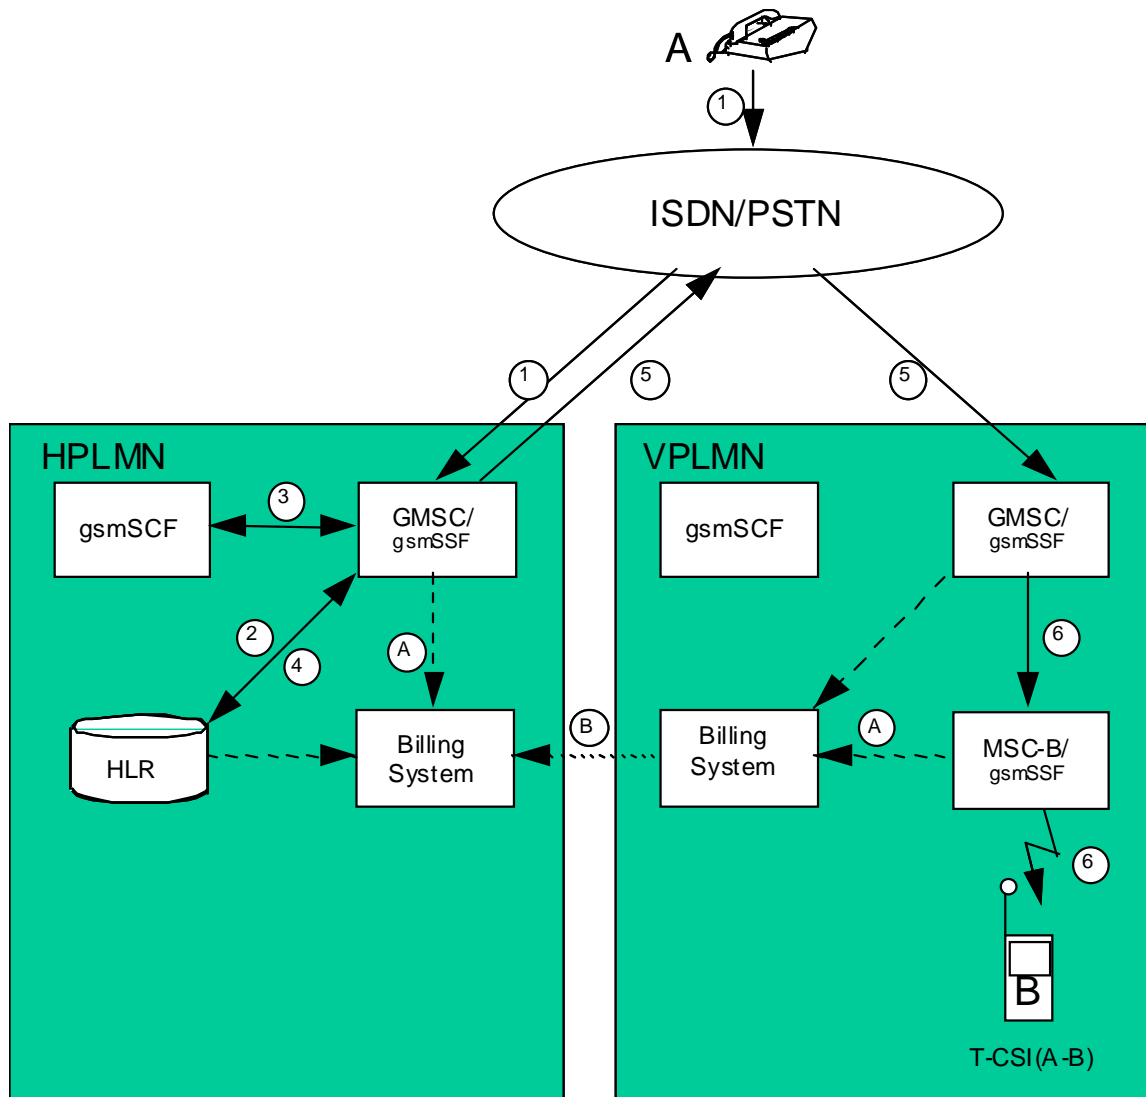 A
1
ISDN/PSTN
1
5
5
HPLMN
VPLMN
gsmSCF
3
GMSC/
gsmSSF
gsmSCF
GMSC/
gsmSSF
2
4
A
6
HLR
Billing
System
B
Billing
System
A
MSC-B/
gsmSSF
6
B
T-CSI(A-B)